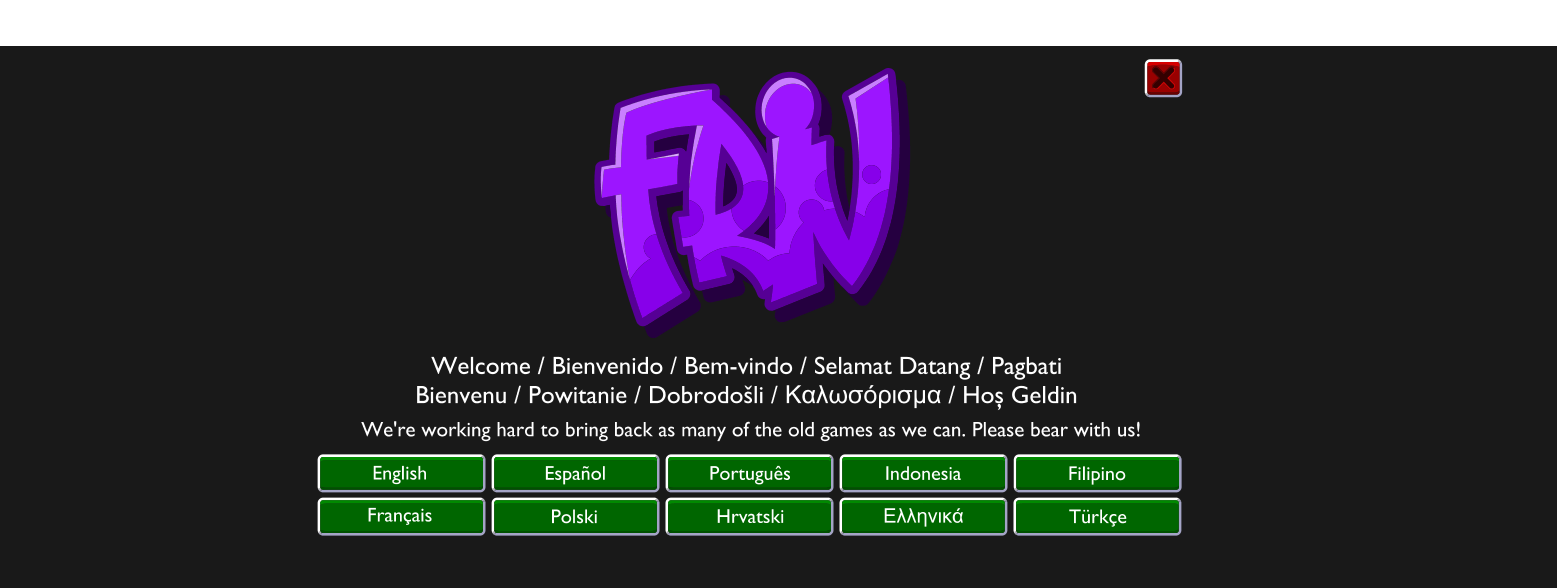 FRIV
Welcome / Bienvenido / Bem-vindo / Selamat Datang / Pagbati
Bienvenu / Powitanie / Dobrodošli / Καλωσόρισμα / Hoş Geldin
We're working hard to bring back as many of the old games as we can. Please bear with us!
English Español Português Indonesia Filipino
Français Polski Hrvatski Ελληνικά Türkçe